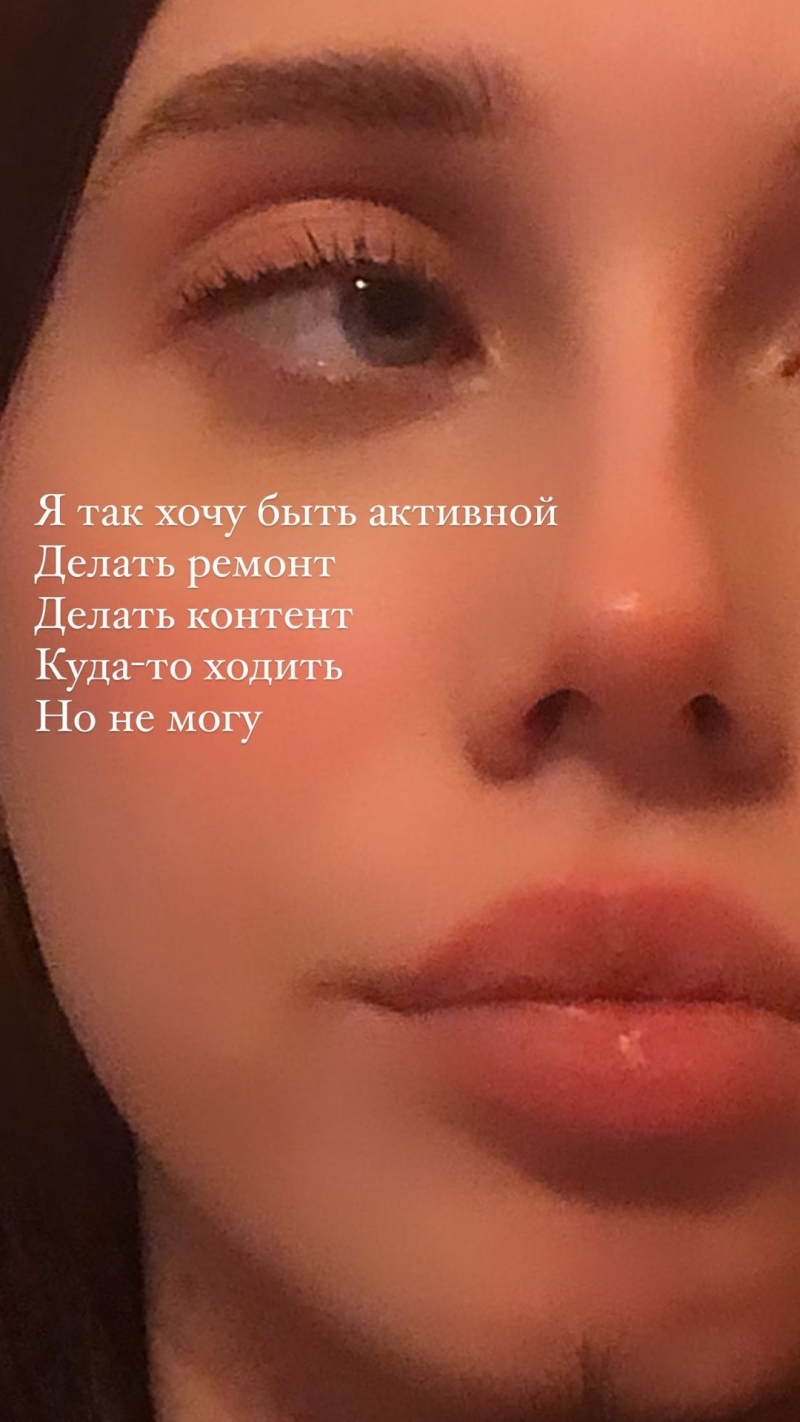 Я так хочу быть активной
Делать ремонт
Делать контент
Куда-то ходить
Но не могу